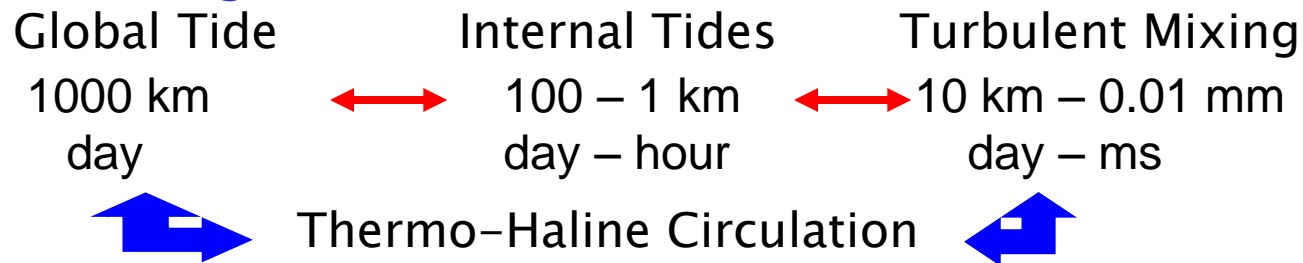 Global Tide Internal Tides Turbulent Mixing
1000 km 100 – 1 km 10 km – 0.01 mm
day day – hour day – ms
Thermo-Haline Circulation